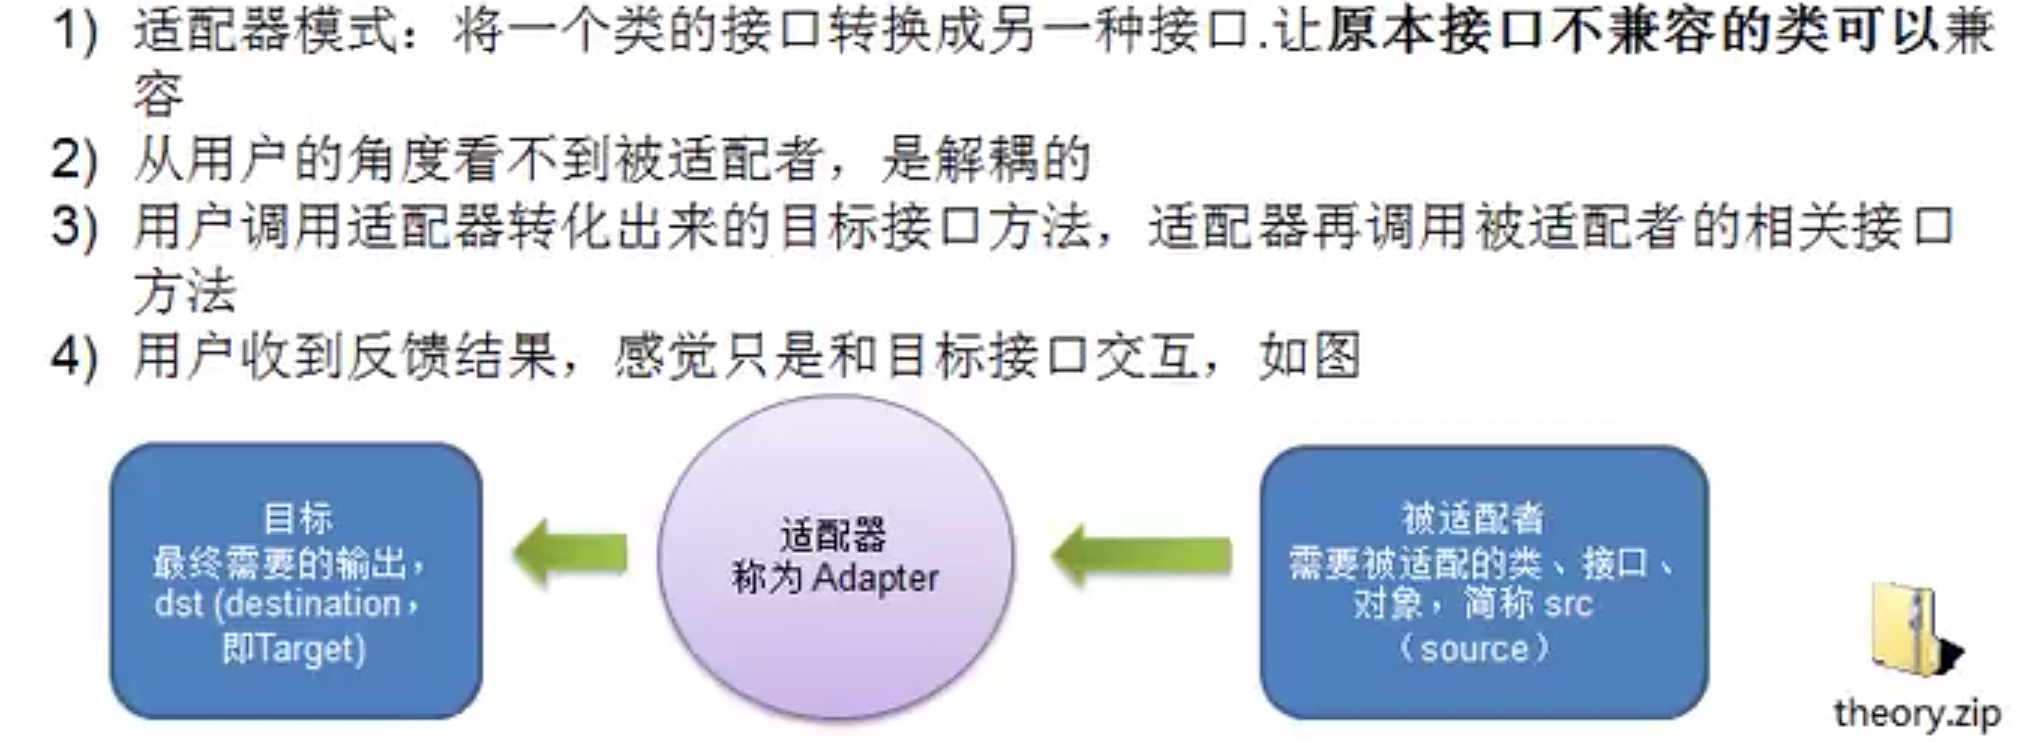 1) 适配器模式：将一个类的接口转换成另一种接口.让原本接口不兼容的类可以兼
容
2) 从用户的角度看不到被适配者，是解耦的
3) 用户调用适配器转化出来的目标接口方法，适配器再调用被适配者的相关接口
方法
4) 用户收到反馈结果，感觉只是和目标接口交互，如图
目标
最终需要的输出，
dst (destination，
即Target)
适配器
称为 Adapter
被适配者
需要被适配的类、接口、
对象，简称 src
（source）
theory.zip